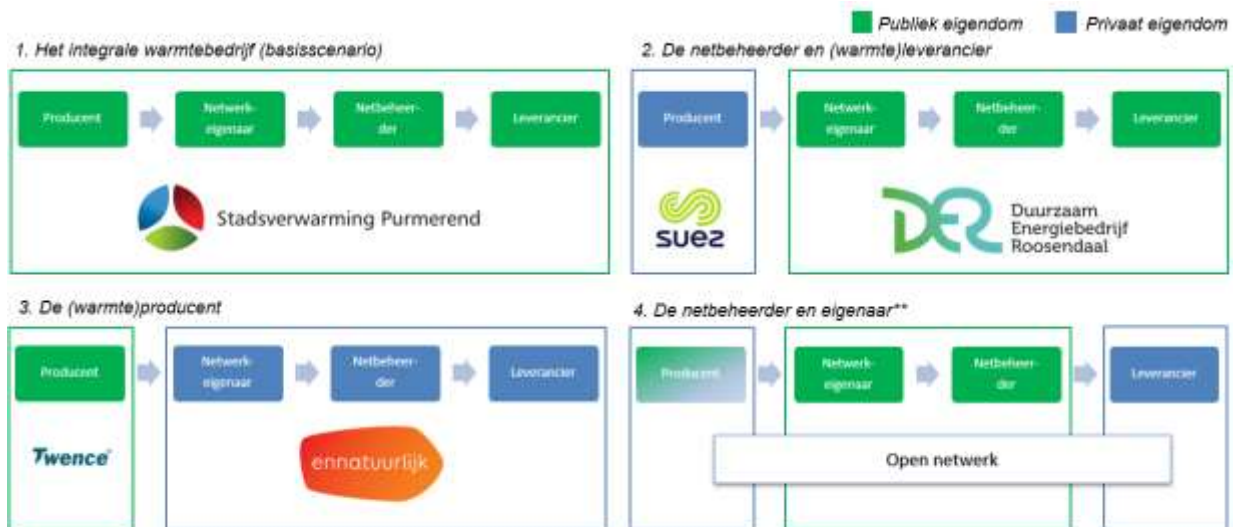 Publiek eigendom
Privaat eigendom
1. Het integrale warmtebedrijf (basisscenario)
Producent
Netwerk-
eigenaar
Netbeheer-
der
Leverancier
Stadsverwarming Purmerend
2. De netbeheerder en (warmte)leverancier
Producent
Netwerk-
eigenaar
Netbeheer-
der
Leverancier
suez
DER
Duurzaam
Energiebedrijf
Roosendaal
3. De (warmte)producent
Producent
Netwerk-
eigenaar
Netbeheer-
der
Leverancier
Twence
ennatuurlijk
4. De netbeheerder en eigenaar**
Producent
Netwerk-
eigenaar
Netbeheer-
der
Leverancier
Open netwerk